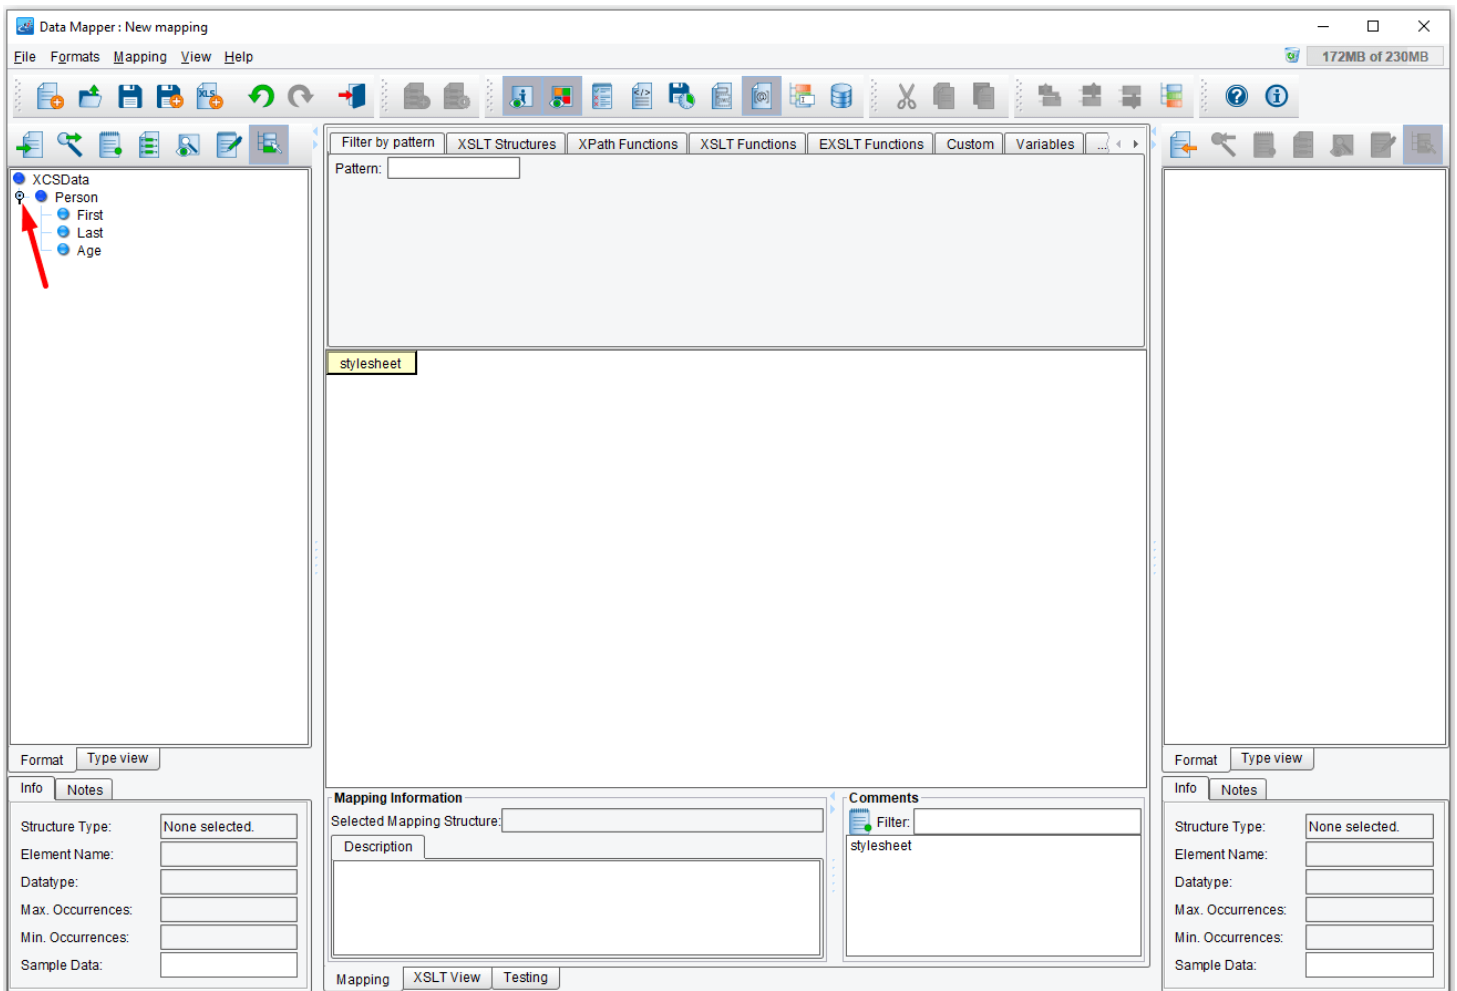 Data Mapper : New mapping
File Formats Mapping View Help
172MB of 230MB
XLS
Filter by pattern XSLT Structures XPath Functions XSLT Functions EXSLT Functions Custom Variables ...
Pattern:
XCSData
Person
First
Last
Age
stylesheet
Format Type view
Info Notes
Structure Type: None selected.
Element Name:
Datatype:
Max. Occurrences:
Min. Occurrences:
Sample Data:
Mapping Information
Selected Mapping Structure:
Description
Comments
Filter:
stylesheet
Mapping XSLT View Testing
Format Type view
Info Notes
Structure Type: None selected.
Element Name:
Datatype:
Max. Occurrences:
Min. Occurrences:
Sample Data: